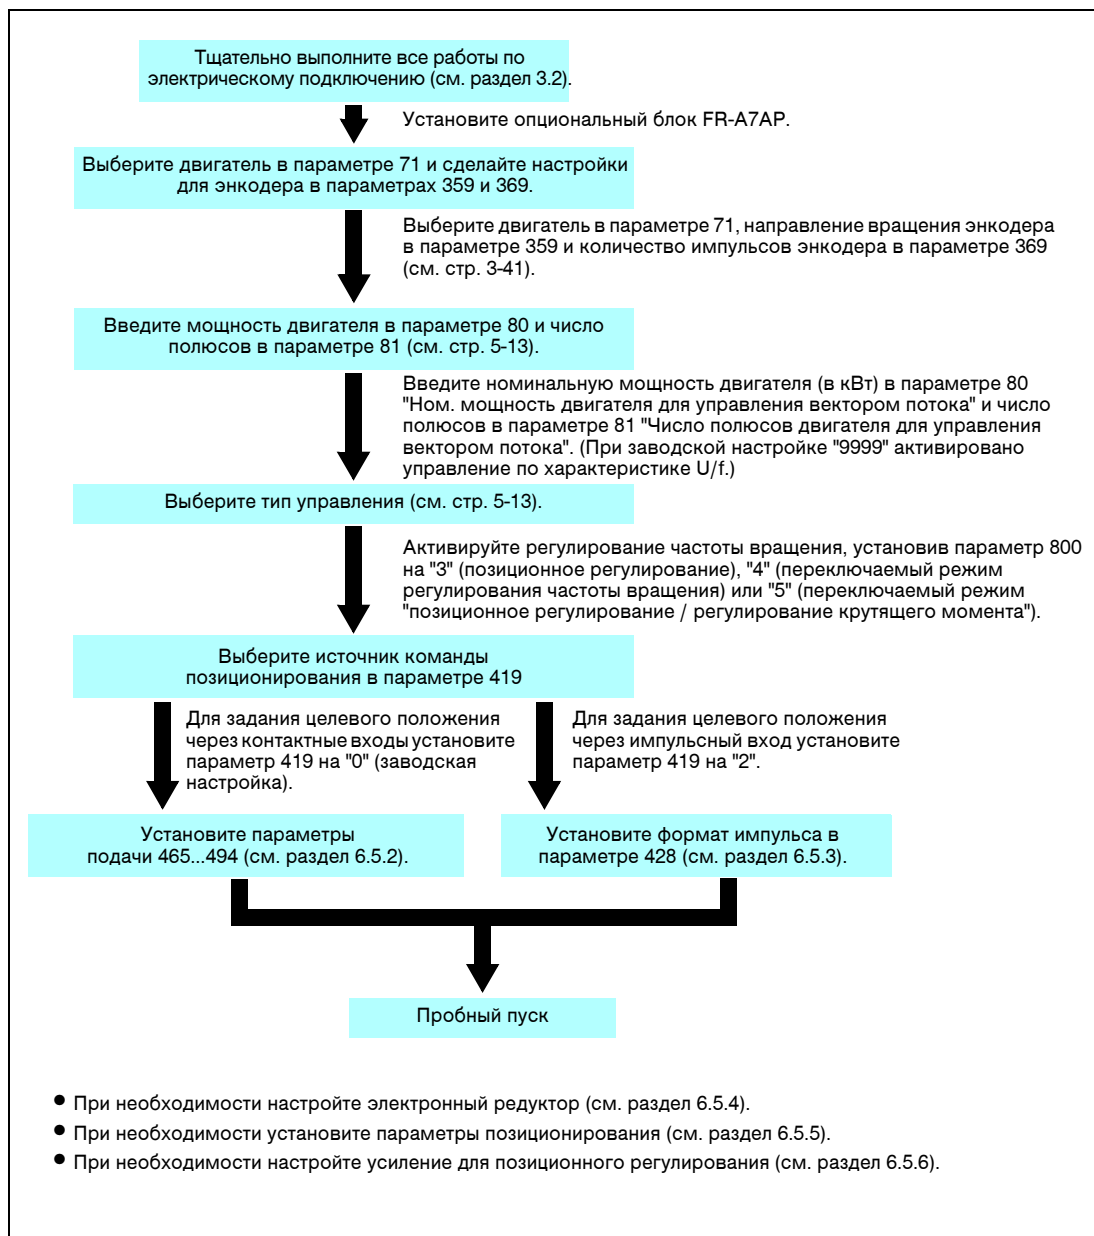 Тщательно выполните все работы по
электрическому подключению (см. раздел 3.2).
Установите опциональный блок FR-A7AP.
Выберите двигатель в параметре 71 и сделайте настройки
для энкодера в параметрах 359 и 369.
Выберите двигатель в параметре 71, направление вращения энкодера
в параметре 359 и количество импульсов энкодера в параметре 369
(см. стр. 3-41).
Введите мощность двигателя в параметре 80 и число
полюсов в параметре 81 (см. стр. 5-13).
Введите номинальную мощность двигателя (в кВт) в параметре 80
"Ном. мощность двигателя для управления вектором потока" и число
полюсов в параметре 81 "Число полюсов двигателя для управления
вектором потока". (При заводской настройке "9999" активировано
управление по характеристике U/f.)
Выберите тип управления (см. стр. 5-13).
Активируйте регулирование частоты вращения, установив параметр 800
на "3" (позиционное регулирование), "4" (переключаемый режим
регулирования частоты вращения) или "5" (переключаемый режим
"позиционное регулирование / регулирование крутящего момента").
Выберите источник команды
позиционирования в параметре 419
Для задания целевого положения
через контактные входы установите
параметр 419 на "0" (заводская
настройка).
Для задания целевого положения
через импульсный вход установите
параметр 419 на "2".
Установите параметры
подачи 465...494 (см. раздел 6.5.2).
Установите формат импульса в
параметре 428 (см. раздел 6.5.3).
Пробный пуск
● При необходимости настройте электронный редуктор (см. раздел 6.5.4).
● При необходимости установите параметры позиционирования (см. раздел 6.5.5).
● При необходимости настройте усиление для позиционного регулирования (см. раздел 6.5.6).